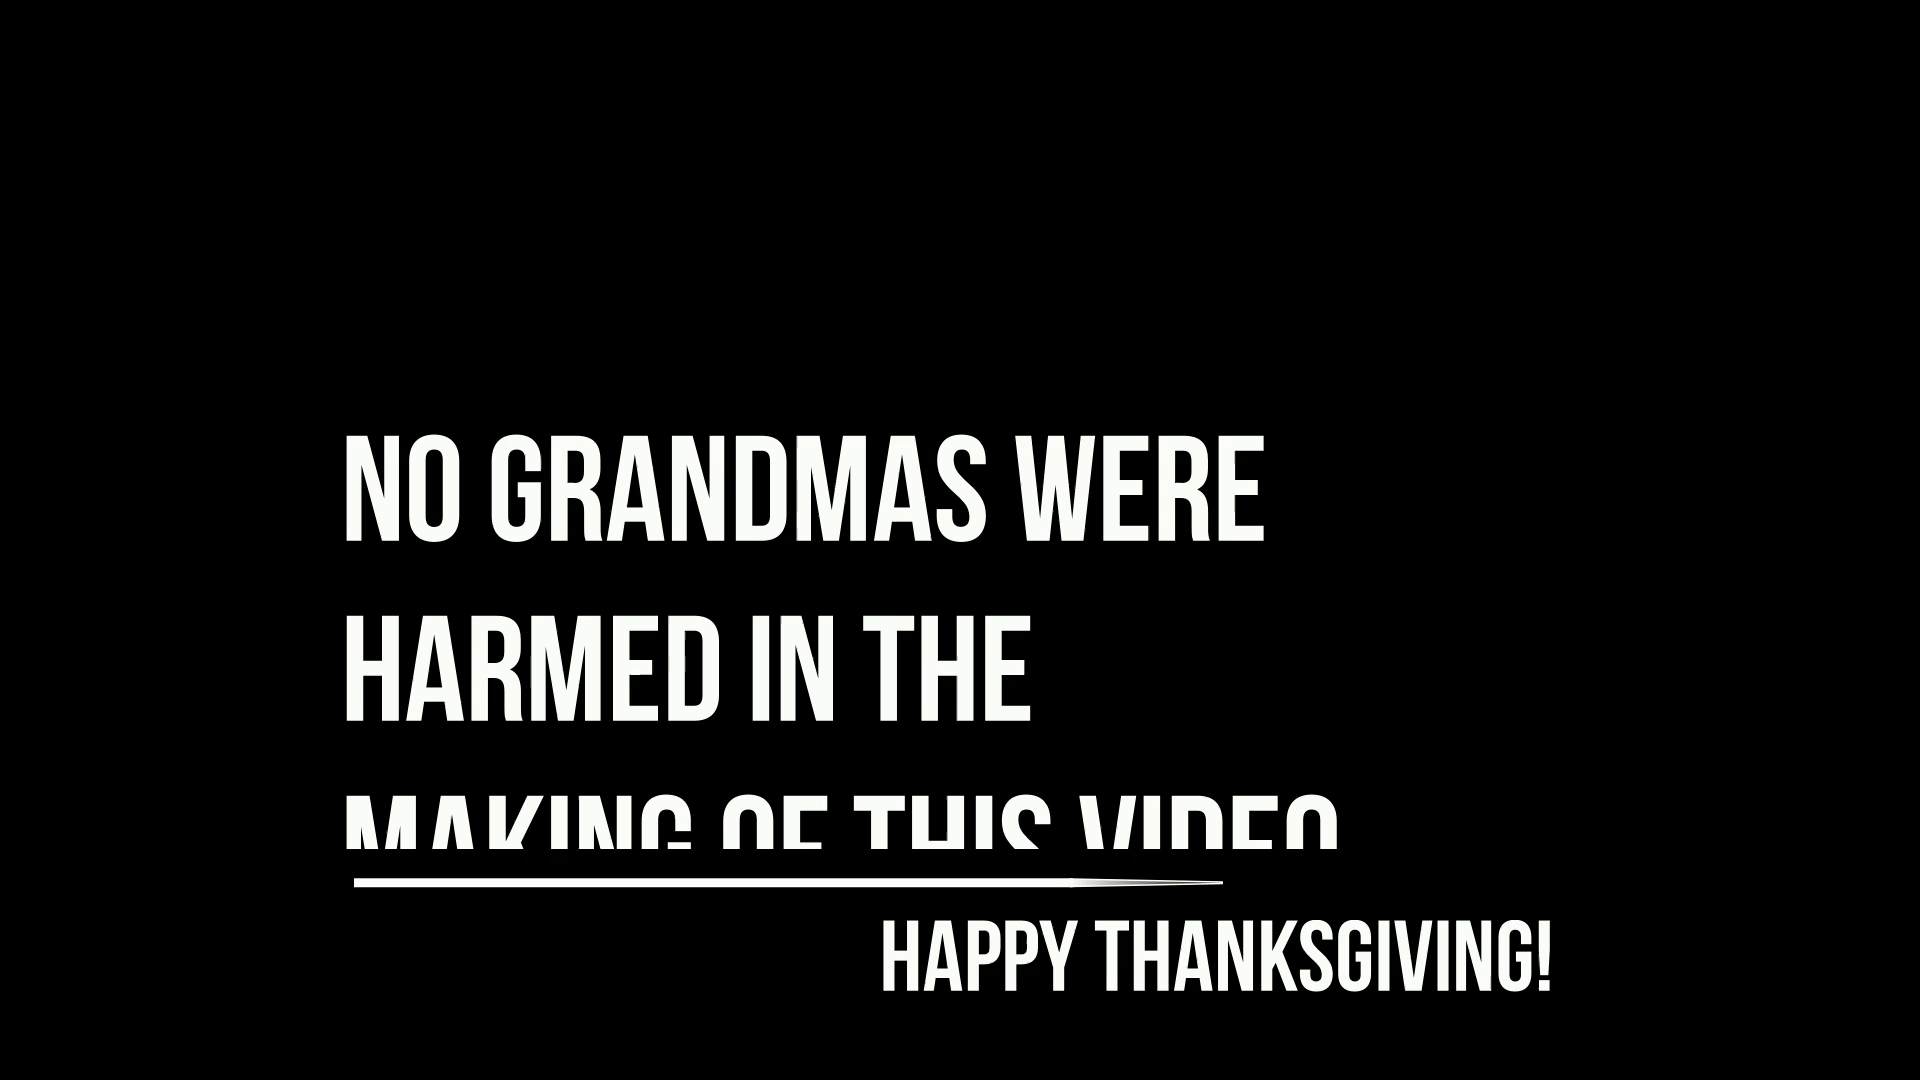 NO GRANDMAS WERE
HARMED IN THE
MAKING OF THIS VIDEO
HAPPY THANKSGIVING!